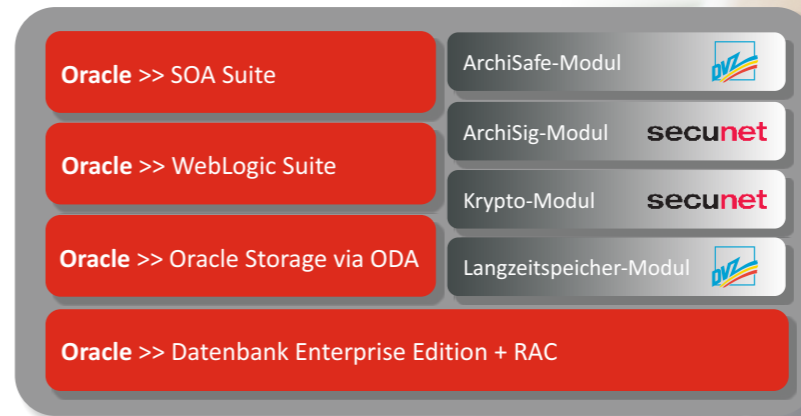 Oracle >> SOA Suite
Oracle >> WebLogic Suite
Oracle >> Oracle Storage via ODA
ArchiSafe-Modul DVZ
ArchiSig-Modul secunet
Krypto-Modul secunet
Langzeitspeicher-Modul DVZ
Oracle >> Datenbank Enterprise Edition + RAC